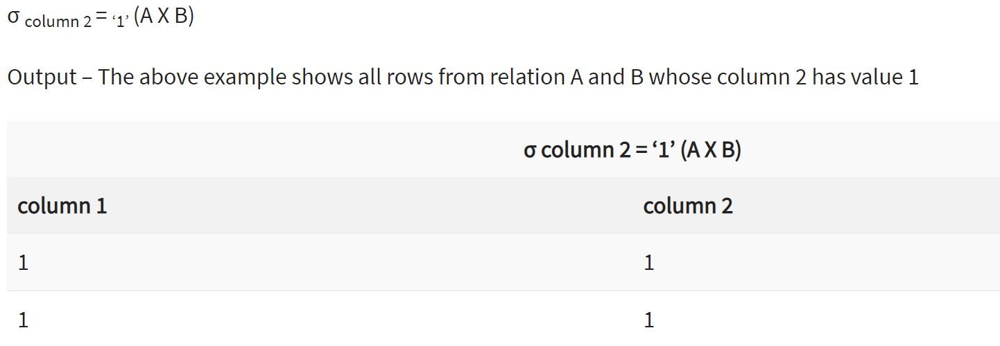 σ column 2 = ‘1’ (A X B)
Output – The above example shows all rows from relation A and B whose column 2 has value 1
σ column 2 = ‘1’ (A X B)
column 1 column 2
1 1
1 1